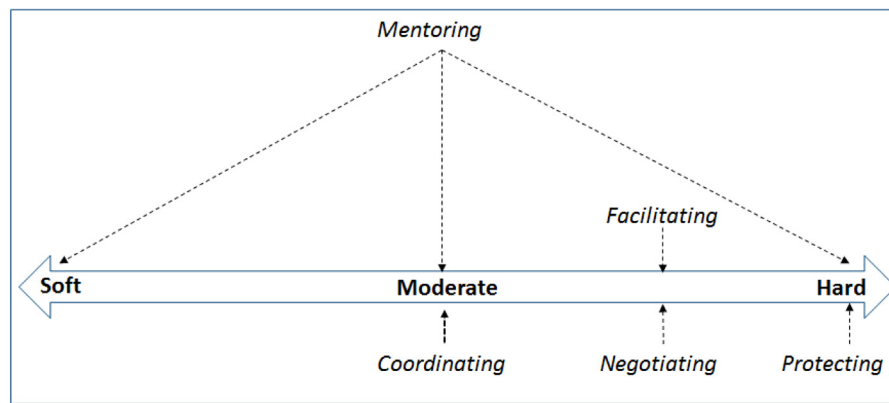 Mentoring
Facilitating
Soft Moderate Hard
Coordinating Negotiating Protecting